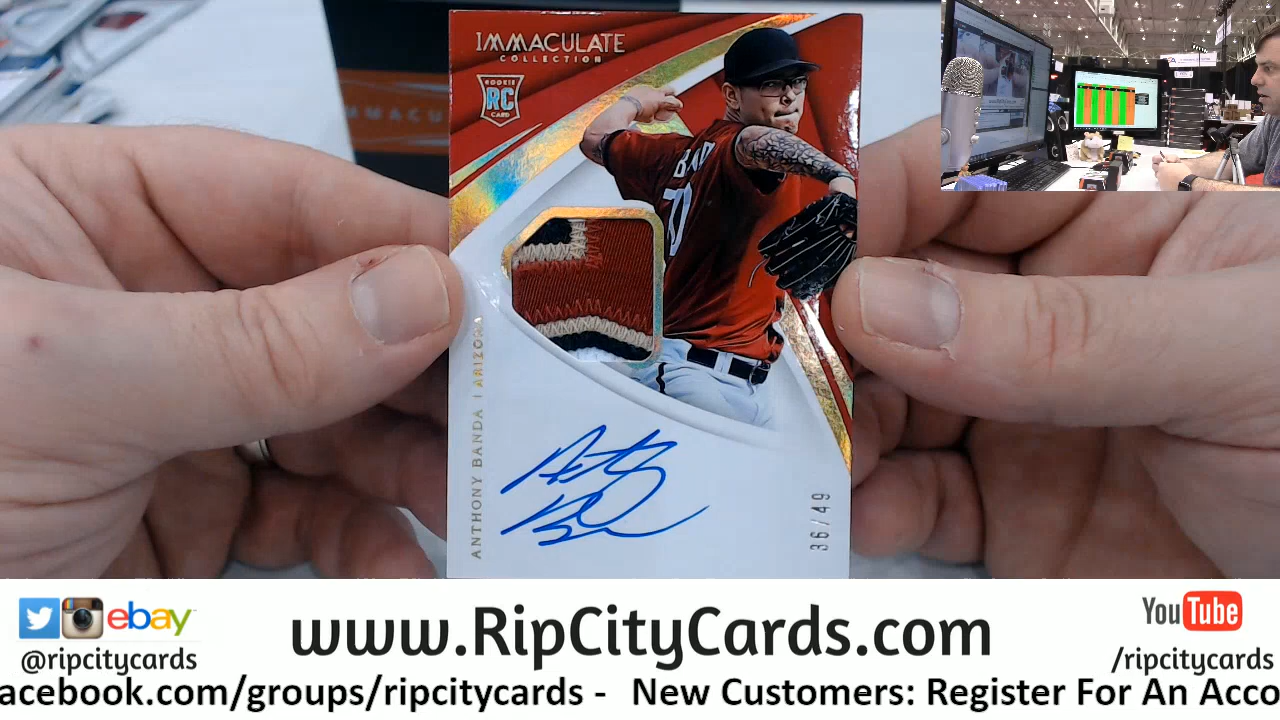 IMMACULATE
COLLECTION
ROOKIE
RC
CARD
ANTHONY BANDA | ARIZONA
36/49
ebay
@ripcitycards
www.RipCityCards.com
YouTube
/ripcitycards
acebook.com/groups/ripcitycards - New Customers: Register For An Acco